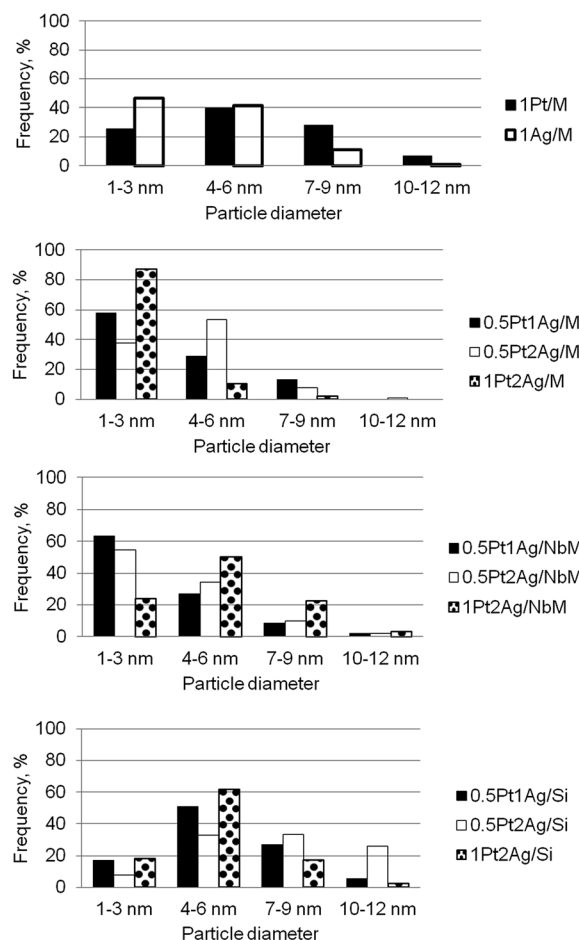 100
80
60
40
20
0
Frequency, %
1-3 nm 4-6 nm 7-9 nm 10-12 nm
Particle diameter
1Pt/M
1Ag/M
100
80
60
40
20
0
Frequency, %
1-3 nm 4-6 nm 7-9 nm 10-12 nm
Particle diameter
0.5Pt1Ag/M
0.5Pt2Ag/M
1Pt2Ag/M
100
80
60
40
20
0
Frequency, %
1-3 nm 4-6 nm 7-9 nm 10-12 nm
Particle diameter
0.5Pt1Ag/NbM
0.5Pt2Ag/NbM
1Pt2Ag/NbM
100
80
60
40
20
0
Frequency, %
1-3 nm 4-6 nm 7-9 nm 10-12 nm
Particle diameter
0.5Pt1Ag/Si
0.5Pt2Ag/Si
1Pt2Ag/Si